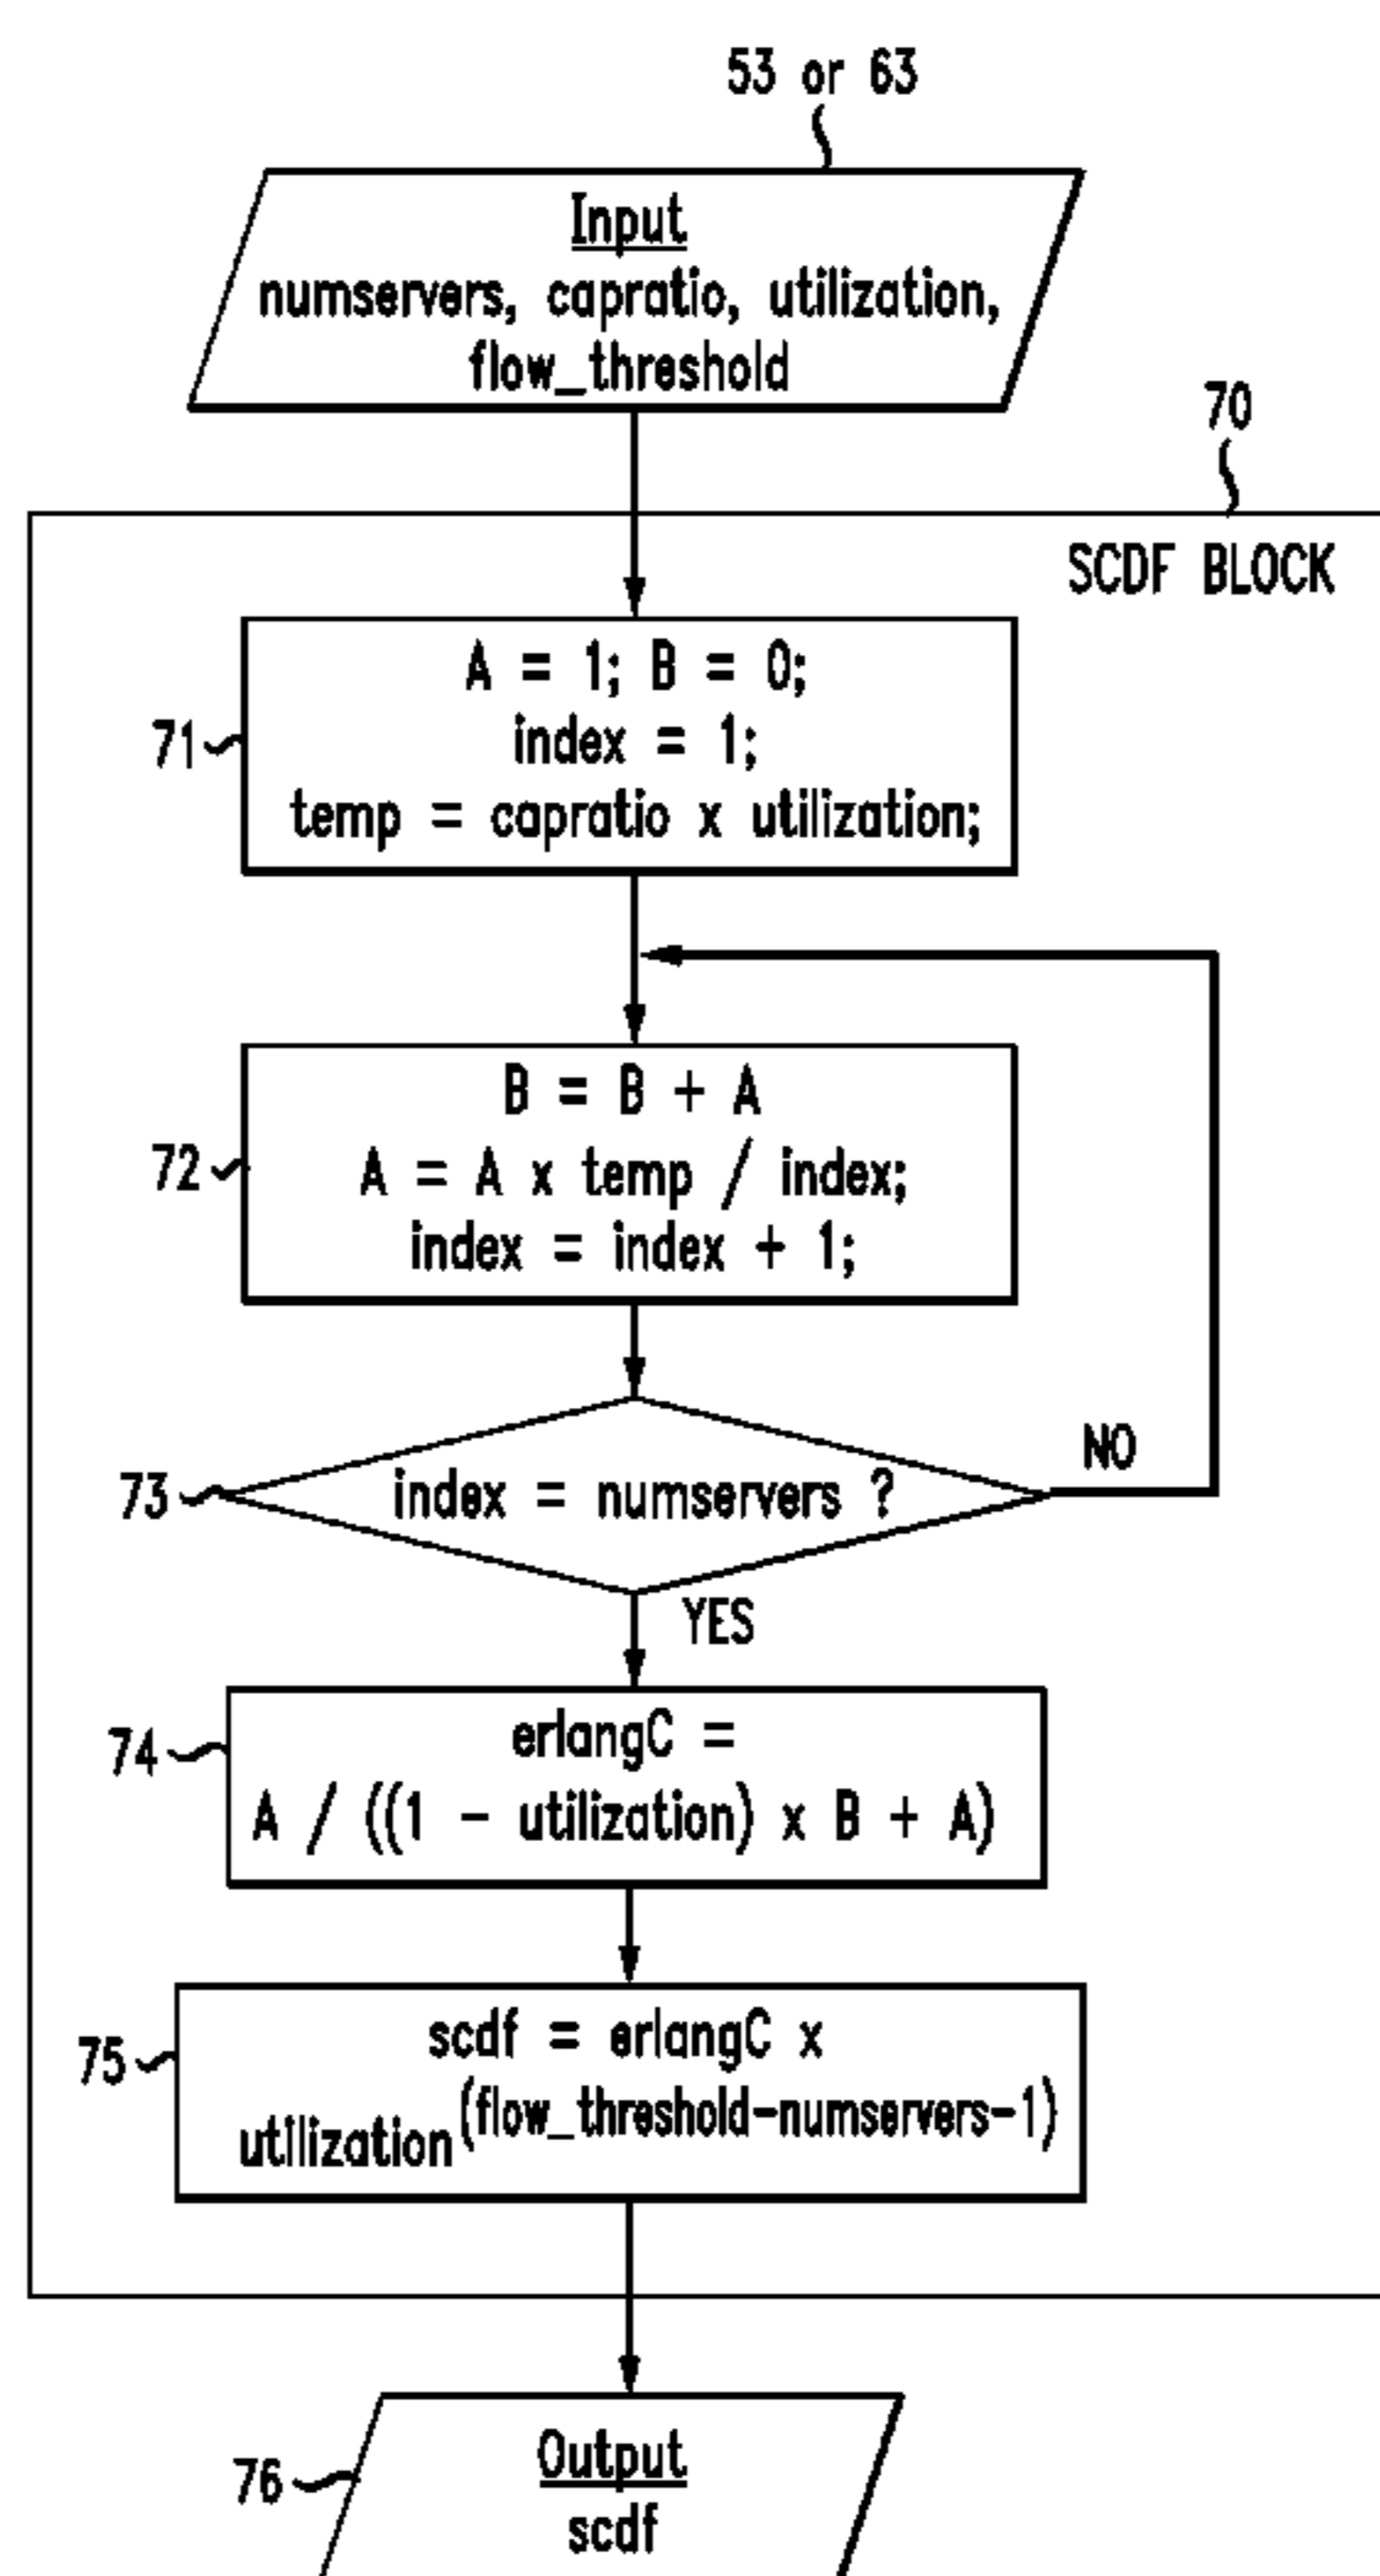 53 or 63
Input
numservers, capratio, utilization,
flow_threshold
70
SCDF BLOCK
71
A = 1; B = 0;
index = 1;
temp = capratio x utilization;
72
B = B + A
A = A x temp / index;
index = index + 1;
73
index = numservers ?
NO
YES
74
erlangC =
A / ((1 - utilization) x B + A)
75
scdf = erlangC x
utilization(flow_threshold-numservers-1)
76
Output
scdf